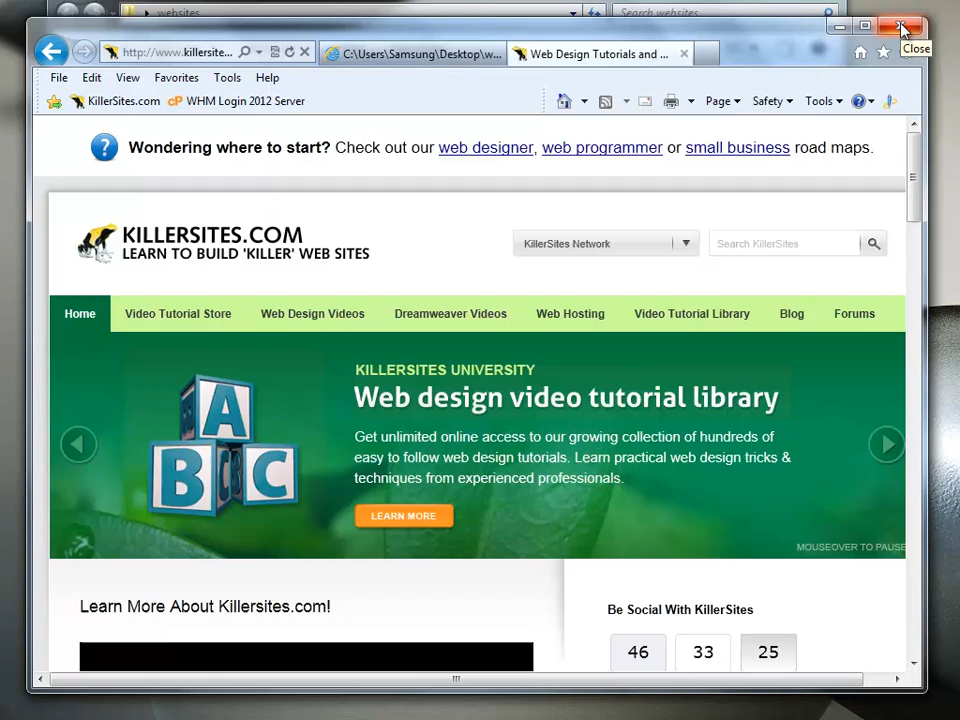 websites
Search websites
http://www.killersite...
C:\Users\Samsung\Desktop\w...
Web Design Tutorials and ...
Close
File Edit View Favorites Tools Help
KillerSites.com WHM Login 2012 Server
Page Safety Tools
Wondering where to start? Check out our web designer, web programmer or small business road maps.
KILLERSITES.COM
LEARN TO BUILD 'KILLER' WEB SITES
KillerSites Network
Search KillerSites
Home Video Tutorial Store Web Design Videos Dreamweaver Videos Web Hosting Video Tutorial Library Blog Forums
KILLERSITES UNIVERSITY
Web design video tutorial library
Get unlimited online access to our growing collection of hundreds of
easy to follow web design tutorials. Learn practical web design tricks &
techniques from experienced professionals.
LEARN MORE
A
B C C
MOUSEOVER TO PAUSE
Learn More About Killersites.com!
Be Social With KillerSites
46 33 25